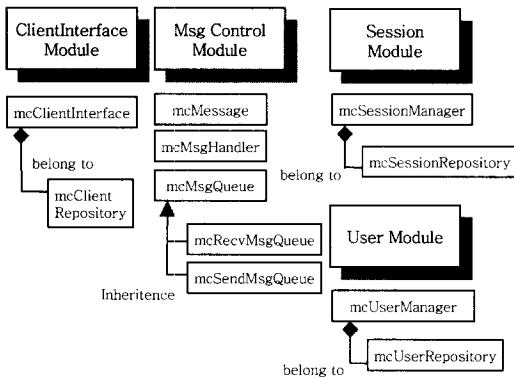 ClientInterface
Module
mcClientInterface
belong to
mcClient
Repository
Msg Control
Module
mcMessage
mcMsgHandler
mcMsgQueue
mcRecvMsgQueue
mcSendMsgQueue
Inheritence
Session
Module
mcSessionManager
mcSessionRepository
belong to
User Module
mcUserManager
mcUserRepository
belong to